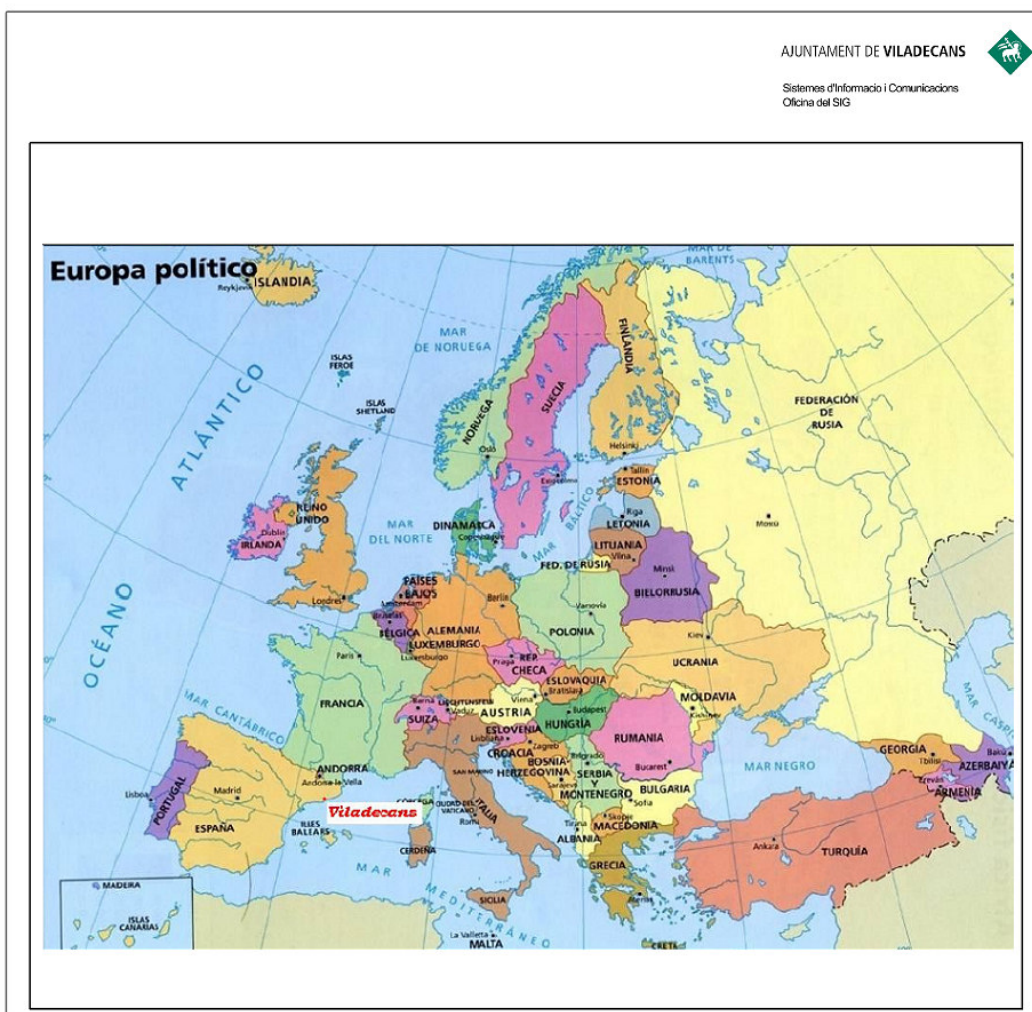 AJUNTAMENT DE VILADECANS
Sistemes d'Informacio i Comunicacions
Oficina del SIG
Europa político
MAR DE
BARENTS
ISLANDIA
Reykjavik
MAR
DE NORUEGA
ISLAS
FEROE
ISLAS
SHETLAND
FINLANDIA
SUECIA
NORUEGA
FEDERACIÓN
DE
RUSIA
OCÉANO ATLÁNTICO
Oslo
Helsinki
Tallin
ESTONIA
MAR BÁLTICO
Riga
LETONIA
Moscú
REINO
UNIDO
Dublín
IRLANDA
MAR
DEL NORTE
DINAMARCA
Copenhague
LITUANIA
Vilna
FED. DE RUSIA
Minsk
BIELORRUSIA
Londres
PAÍSES
BAJOS
Amsterdam
Bruselas
BÉLGICA
Berlín
ALEMANIA
LUXEMBURGO
Luxemburgo
Varsovia
POLONIA
Kiev
UCRANIA
París
Praga
REP.
CHECA
ESLOVAQUIA
Bratislava
MOLDAVIA
Kishinev
FRANCIA
Berna
SUIZA
LIECHTENSTEIN
Vaduz
Viena
AUSTRIA
Budapest
HUNGRÍA
RUMANIA
Bucarest
MAR CANTÁBRICO
ESLOVENIA
Liubliana
Zagreb
CROACIA
BOSNIA-
HERZEGOVINA
Sarajevo
Belgrado
SERBIA
Y
MONTENEGRO
BULGARIA
Sofia
MAR NEGRO
MAR CASPIO
GEORGIA
Tbilisi
Bakú
AZERBAIYÁ
Ereván
ARMENIA
ANDORRA
Andorra la Vella
SAN MARINO
CIUDAD DEL
VATICANO
Roma
ITALIA
CÓRCEGA
Lisboa
PORTUGAL
Madrid
ESPAÑA
Viladecans
ILLES
BALEARS
CERDEÑA
Tirana
ALBANIA
Skopje
MACEDONIA
GRECIA
Atenas
Ankara
TURQUÍA
MAR MEDITERRÁNEO
SICILIA
La Valletta
MALTA
CRETA
MADEIRA
ISLAS
CANARIAS